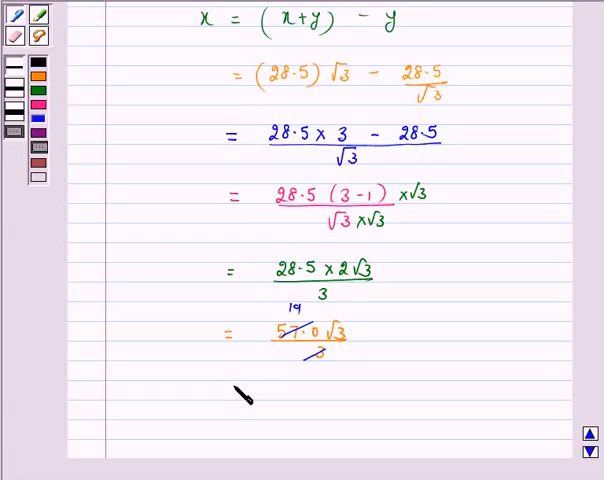 x = (x+y) - y
= (28.5) √3 - 28.5/√3
= 28.5 × 3 - 28.5/√3
= 28.5 (3-1) ×√3/√3 ×√3
= 28.5 × 2√3/3
19
= 57.0 √3/3